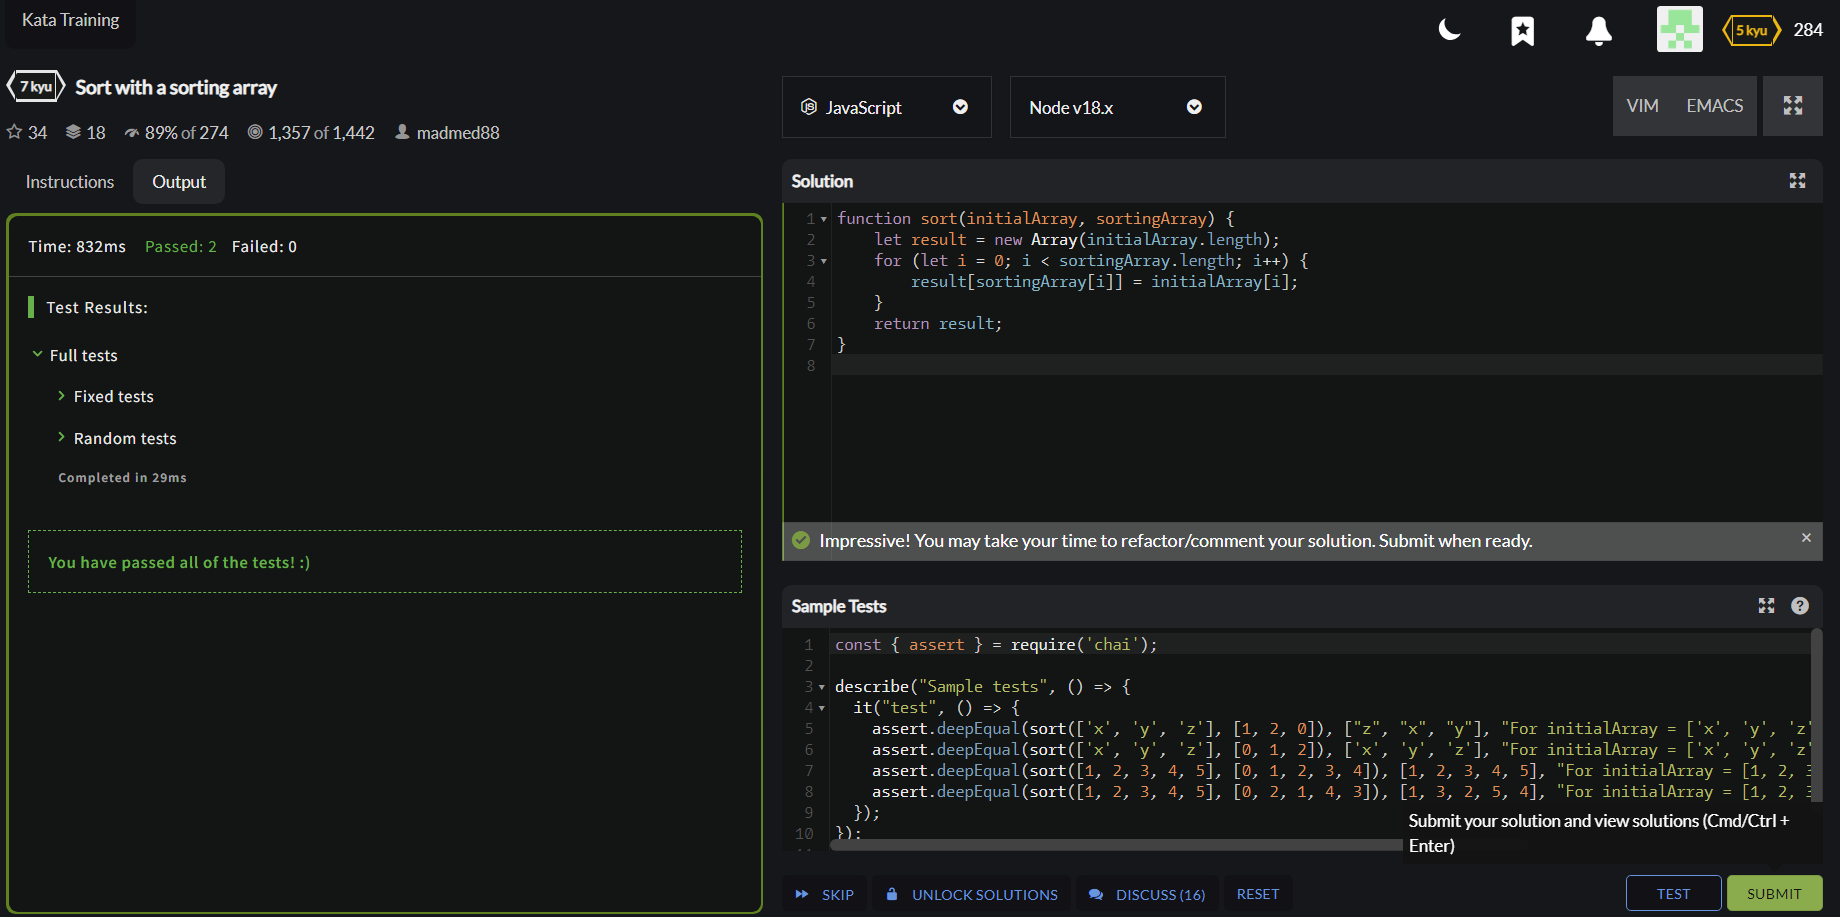 Kata Training
5 kyu 284
7 kyu Sort with a sorting array
34 18 89% of 274 1,357 of 1,442 madmed88
Instructions Output
Time: 832ms Passed: 2 Failed: 0
Test Results:
Full tests
Fixed tests
Random tests
Completed in 29ms
You have passed all of the tests! :)
JavaScript
Node v18.x
VIM EMACS
Solution
1 function sort(initialArray, sortingArray) {
2 let result = new Array(initialArray.length);
3 for (let i = 0; i < sortingArray.length; i++) {
4 result[sortingArray[i]] = initialArray[i];
5 }
6 return result;
7 }
8
Impressive! You may take your time to refactor/comment your solution. Submit when ready.
Sample Tests
1 const { assert } = require('chai');
2
3 describe("Sample tests", () => {
4 it("test", () => {
5 assert.deepEqual(sort(['x', 'y', 'z'], [1, 2, 0]), ["z", "x", "y"], "For initialArray = ['x', 'y', 'z'
6 assert.deepEqual(sort(['x', 'y', 'z'], [0, 1, 2]), ['x', 'y', 'z'], "For initialArray = ['x', 'y', 'z'
7 assert.deepEqual(sort([1, 2, 3, 4, 5], [0, 1, 2, 3, 4]), [1, 2, 3, 4, 5], "For initialArray = [1, 2, 3
8 assert.deepEqual(sort([1, 2, 3, 4, 5], [0, 2, 1, 4, 3]), [1, 3, 2, 5, 4], "For initialArray = [1, 2, 3
9 });
10 });
Submit your solution and view solutions (Cmd/Ctrl +
Enter)
SKIP UNLOCK SOLUTIONS DISCUSS (16) RESET TEST SUBMIT